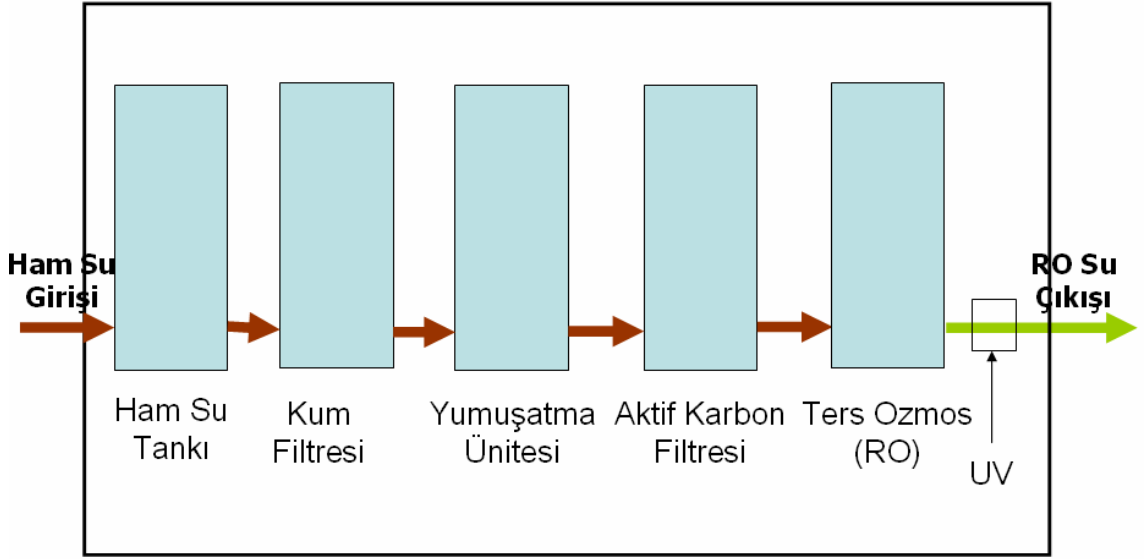 Ham Su
Girişi
RO Su
Çıkışı
Ham Su
Tankı
Kum
Filtresi
Yumuşatma
Ünitesi
Aktif Karbon
Filtresi
Ters Ozmos
(RO)
UV